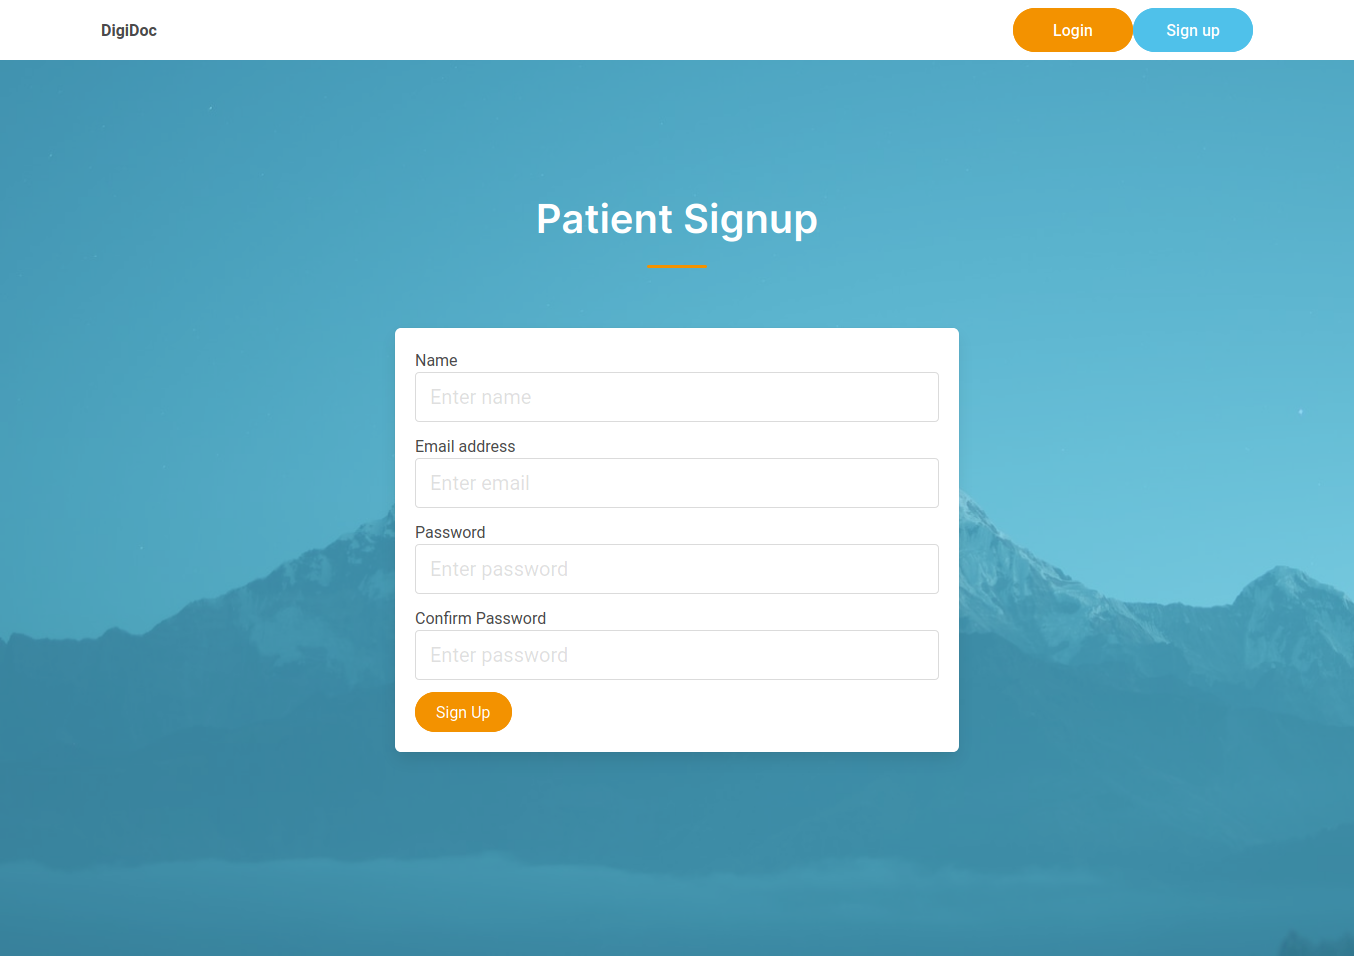 DigiDoc
Login
Sign up
Patient Signup
Name
Enter name
Email address
Enter email
Password
Enter password
Confirm Password
Enter password
Sign Up